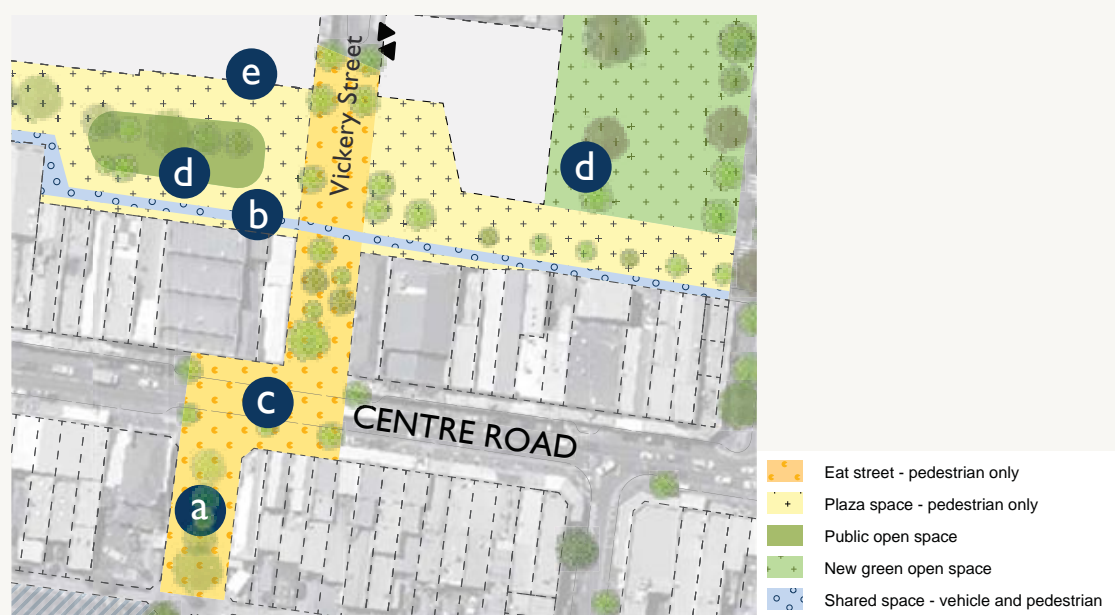 Vickery Street
e
d
d
b
c
CENTRE ROAD
a
Eat street - pedestrian only
Plaza space - pedestrian only
Public open space
New green open space
Shared space - vehicle and pedestrian